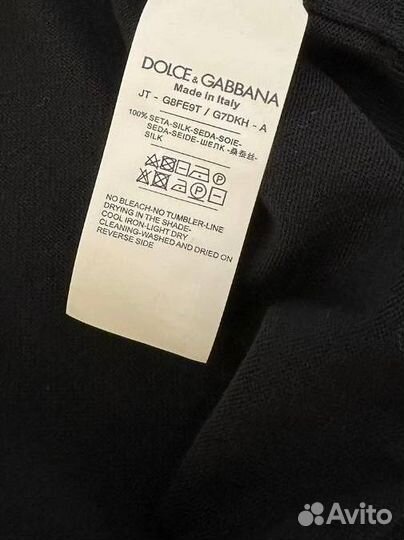 DOLCE & GABBANA
Made in Italy
JT - G8FE9T / G7DKH - A
100% SETA-SILK-SEDA-SOIE-
SEDA-SEIDE-ШЕЛК -桑蚕丝-
SILK
NO BLEACH-NO TUMBLER-LINE
DRYING IN THE SHADE-
COOL IRON-LIGHT DRY
CLEANING-WASHED AND DRIED ON
REVERSE SIDE
Avito